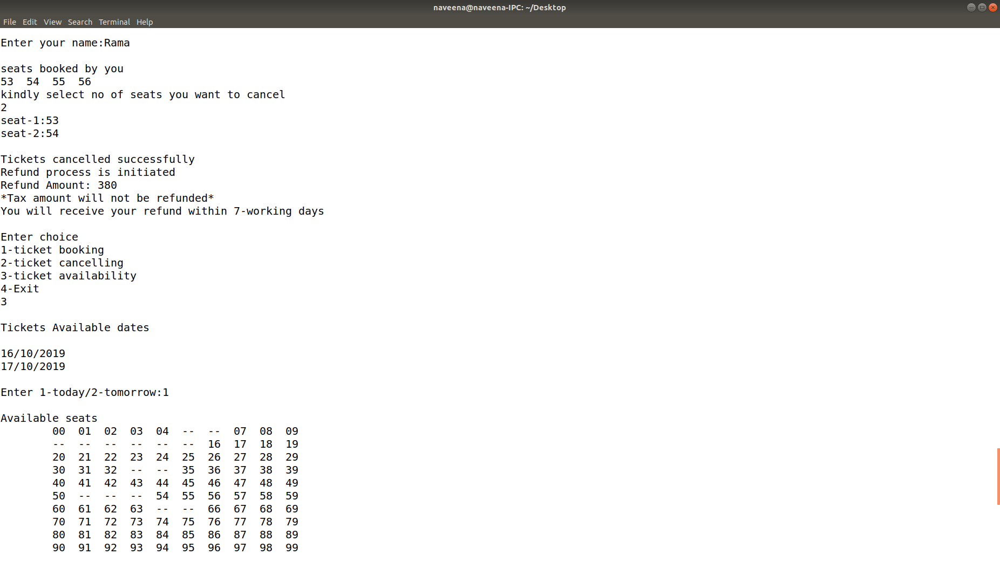 naveena@naveena-IPC: ~/Desktop
File Edit View Search Terminal Help
Enter your name:Rama
seats booked by you
53  54  55  56
kindly select no of seats you want to cancel
2
seat-1:53
seat-2:54
Tickets cancelled successfully
Refund process is initiated
Refund Amount: 380
*Tax amount will not be refunded*
You will receive your refund within 7-working days
Enter choice
1-ticket booking
2-ticket cancelling
3-ticket availability
4-Exit
3
Tickets Available dates
16/10/2019
17/10/2019
Enter 1-today/2-tomorrow:1
Available seats
00  01  02  03  04  --  --  07  08  09
--  --  --  --  --  --  16  17  18  19
20  21  22  23  24  25  26  27  28  29
30  31  32  --  --  35  36  37  38  39
40  41  42  43  44  45  46  47  48  49
50  --  --  --  54  55  56  57  58  59
60  61  62  63  --  --  66  67  68  69
70  71  72  73  74  75  76  77  78  79
80  81  82  83  84  85  86  87  88  89
90  91  92  93  94  95  96  97  98  99